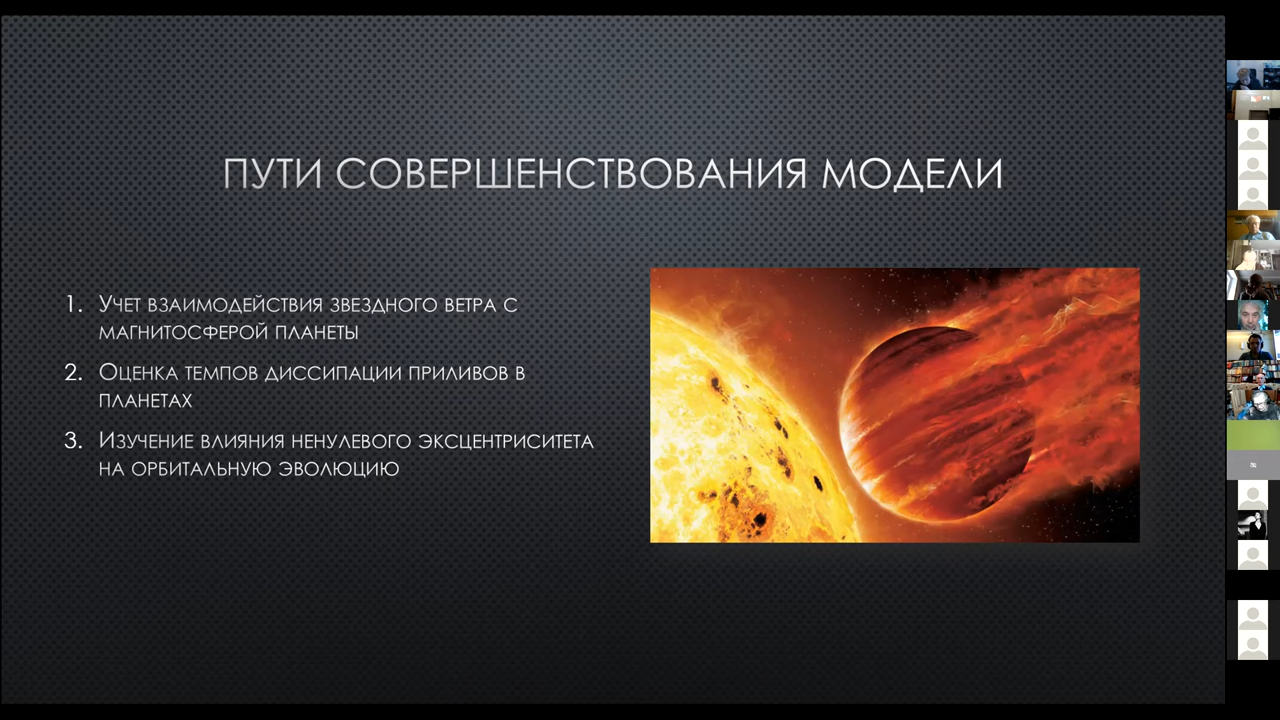 ПУТИ СОВЕРШЕНСТВОВАНИЯ МОДЕЛИ
1. Учет взаимодействия звездного ветра с
магнитосферой планеты
2. Оценка темпов диссипации приливов в
планетах
3. Изучение влияния ненулевого эксцентриситета
на орбитальную эволюцию